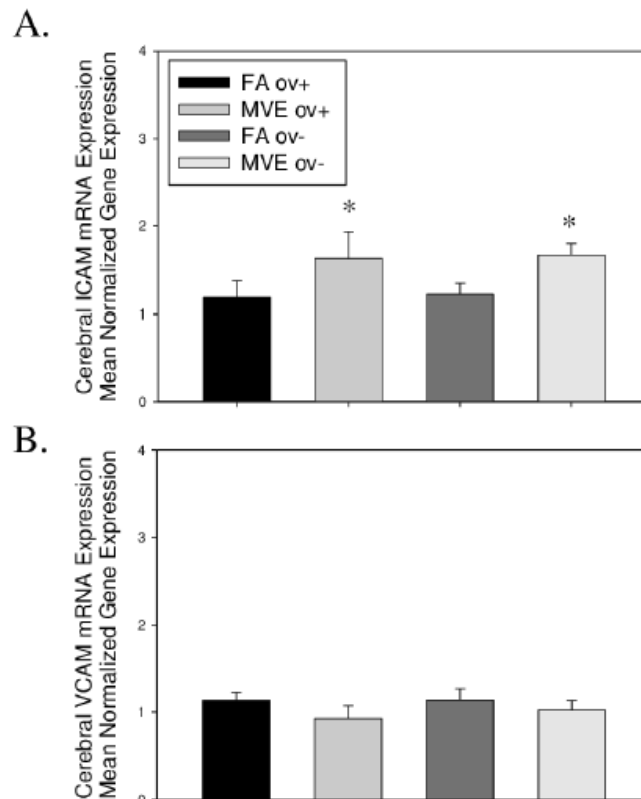 A.
Cerebral ICAM mRNA Expression
Mean Normalized Gene Expression
4
3
2
1
0
FA ov+
MVE ov+
FA ov-
MVE ov-
*
*
B.
Cerebral VCAM mRNA Expression
Mean Normalized Gene Expression
4
3
2
1
0